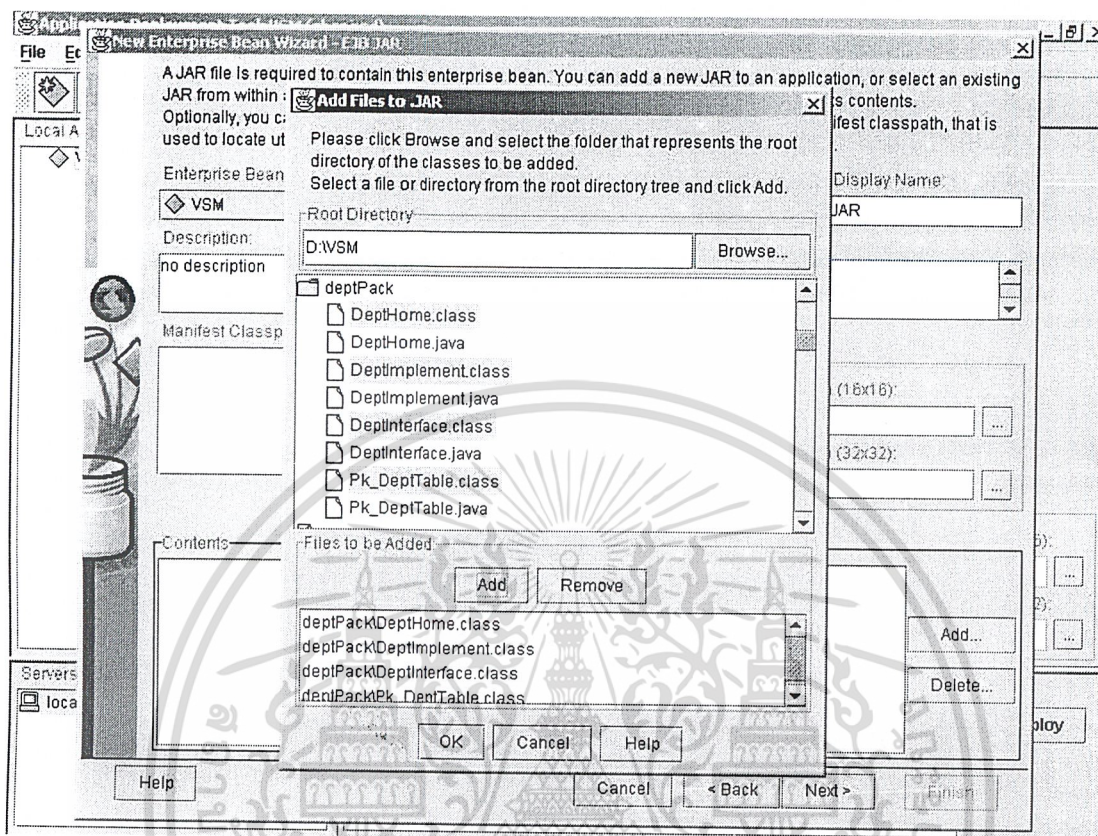 File
New Enterprise Bean Wizard - EJB JAR
A JAR file is required to contain this enterprise bean. You can add a new JAR to an application, or select an existing
JAR from within
s contents.
Optionally, you ca
ifest classpath, that is
used to locate ut
Local A
Enterprise Bean
Display Name:
VSM
JAR
Description:
no description
Manifest Classp
(16x16):
...
(32x32):
...
Contents
...
...
Add...
Delete...
Servers
loca
ploy
Help
Cancel
< Back
Next >
Finish
Add Files to .JAR
Please click Browse and select the folder that represents the root
directory of the classes to be added.
Select a file or directory from the root directory tree and click Add.
Root Directory
D:\VSM
Browse...
deptPack
DeptHome.class
DeptHome.java
DeptImplement.class
DeptImplement.java
DeptInterface.class
DeptInterface.java
Pk_DeptTable.class
Pk_DeptTable.java
Files to be Added:
Add
Remove
deptPack\DeptHome.class
deptPack\DeptImplement.class
deptPack\DeptInterface.class
deptPack\Pk_DeptTable.class
OK
Cancel
Help